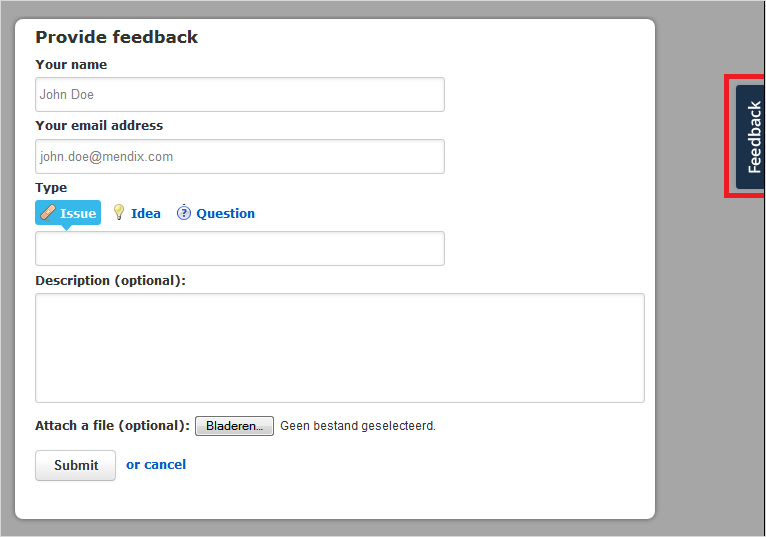 Provide feedback
Your name
John Doe
Your email address
john.doe@mendix.com
Type
Issue Idea ? Question
Description (optional):
Attach a file (optional): Bladeren... Geen bestand geselecteerd.
Submit or cancel
Feedback